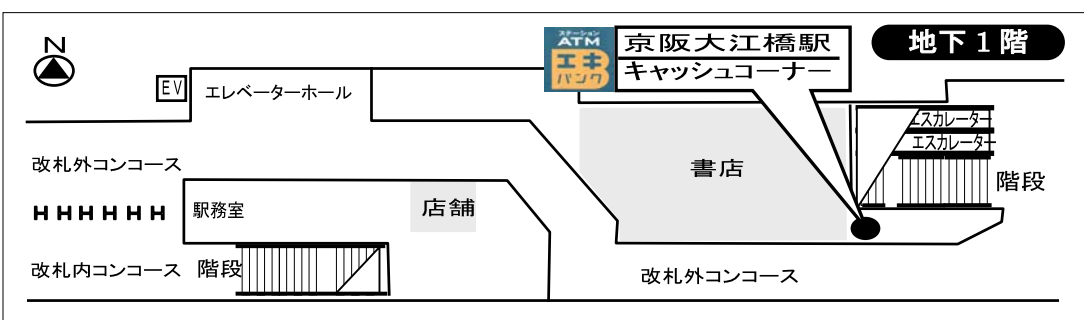 N
ステーション
ATM
エキ
バンク
京阪大江橋駅
キャッシュコーナー
地下1階
EV
エレベーターホール
エスカレーター
エスカレーター
改札外コンコース
書店
階段
駅務室
店舗
改札内コンコース
階段
改札外コンコース